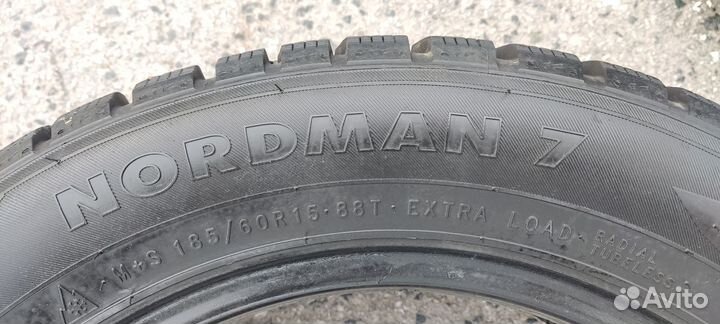 NORDMAN 7
M+S 185/60R15·88T·EXTRA LOAD·RADIAL
TUBELESS
Avito